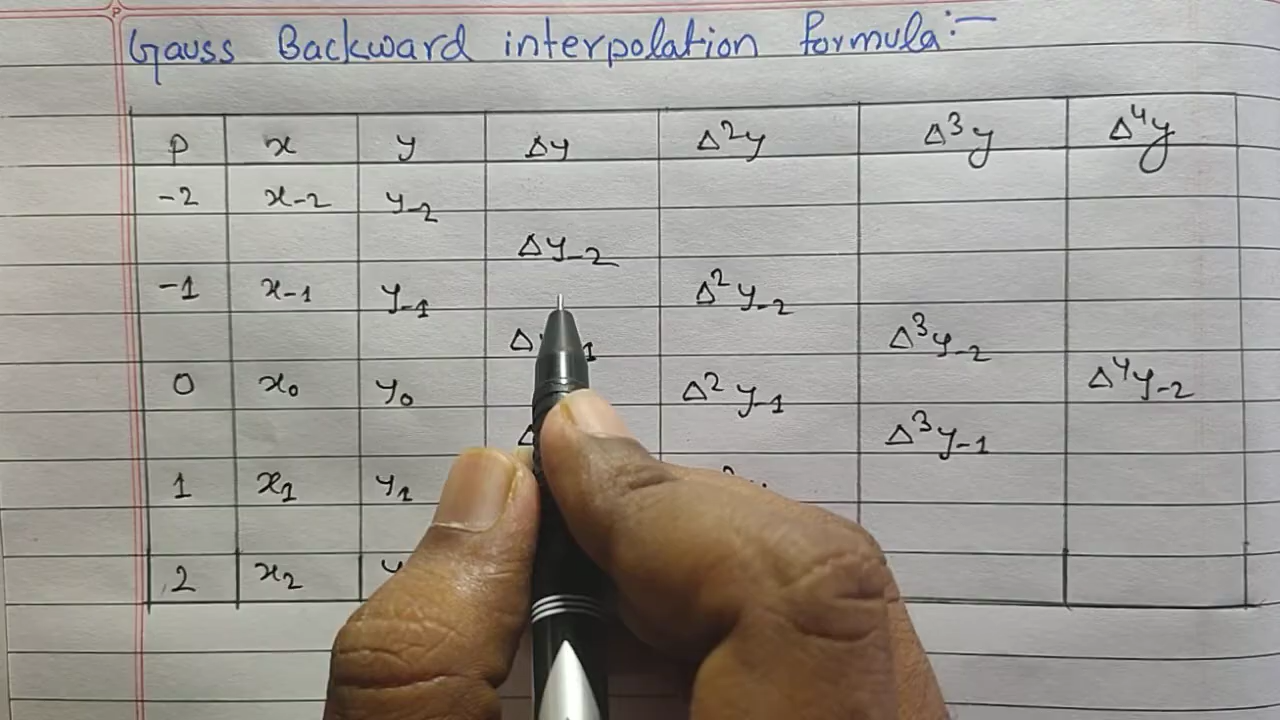 Gauss Backward interpolation formula:-
p x y Δy Δ²y Δ³y Δ⁴y
-2 x₋₂ y₋₂
Δy₋₂
-1 x₋₁ y₋₁ Δ²y₋₂
Δ 1 Δ³y₋₂
0 x₀ y₀ Δ²y₋₁ Δ⁴y₋₂
Δ³y₋₁
1 x₁ y₁
2 x₂ y